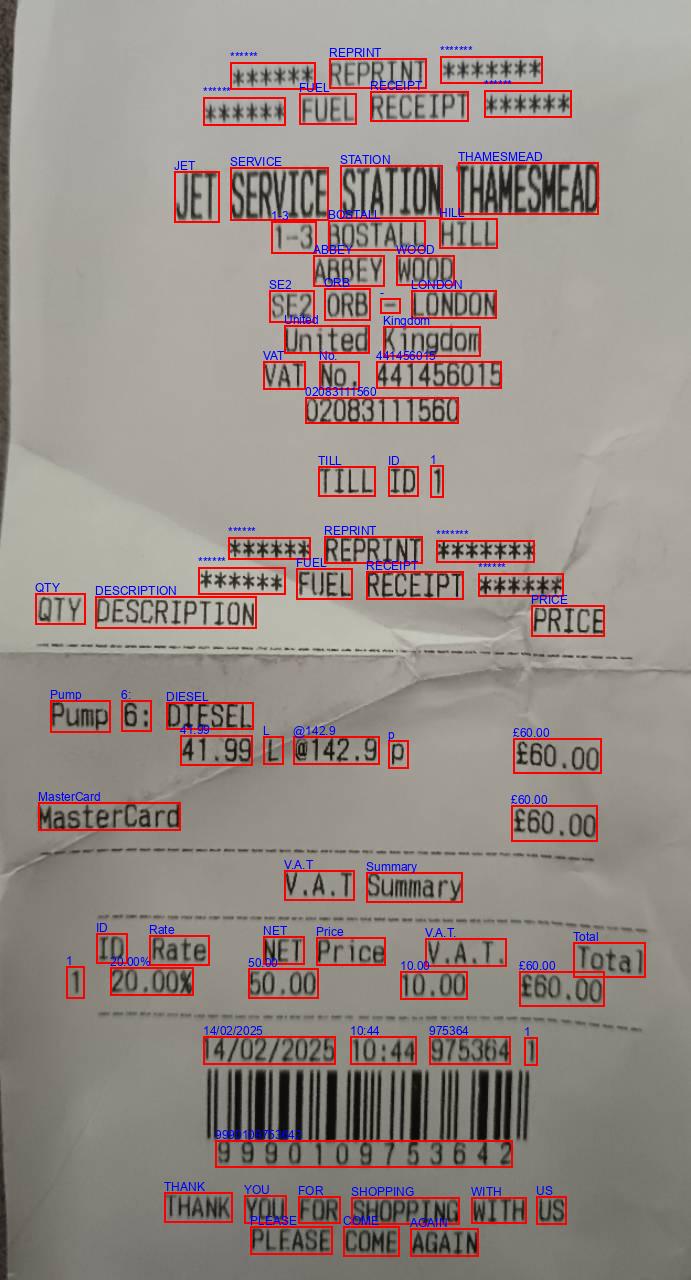 ****** REPRINT *******
****** FUEL RECEIPT ******
JET SERVICE STATION THAMESMEAD
1-3 BOSTALL HILL
ABBEY WOOD
SE2 ORB - LONDON
United Kingdom
VAT No. 441456015
02083111560
TILL ID 1
****** REPRINT *******
****** FUEL RECEIPT ******
QTY DESCRIPTION PRICE
Pump 6: DIESEL
41.99 L @142.9 p £60.00
MasterCard £60.00
V.A.T Summary
ID Rate NET Price V.A.T. Total
1 20.00% 50.00 10.00 £60.00
14/02/2025 10:44 975364 1
9990109753642
THANK YOU FOR SHOPPING WITH US
PLEASE COME AGAIN